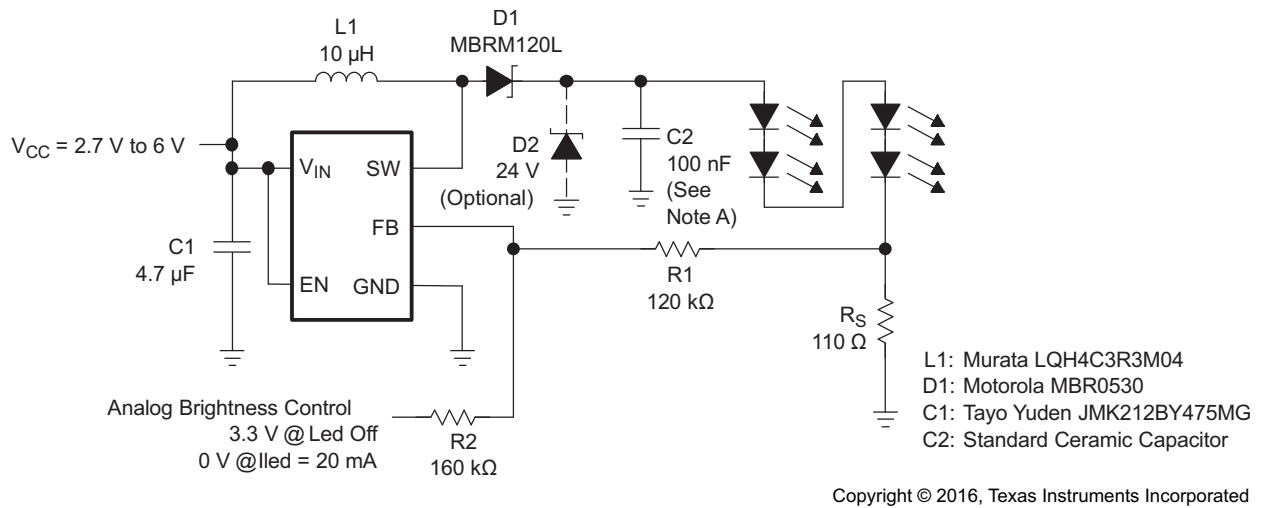 D1
MBRM120L
L1
10 µH
VCC = 2.7 V to 6 V
VIN
SW
FB
EN
GND
C1
4.7 µF
D2
24 V
(Optional)
C2
100 nF
(See
Note A)
R1
120 kΩ
RS
110 Ω
Analog Brightness Control
3.3 V @ Led Off
0 V @Iled = 20 mA
R2
160 kΩ
L1: Murata LQH4C3R3M04
D1: Motorola MBR0530
C1: Tayo Yuden JMK212BY475MG
C2: Standard Ceramic Capacitor
Copyright © 2016, Texas Instruments Incorporated